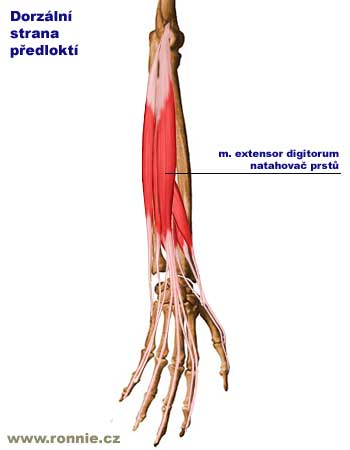 Dorzální
strana
předloktí
m. extensor digitorum
natahovač prstů
www.ronnie.cz